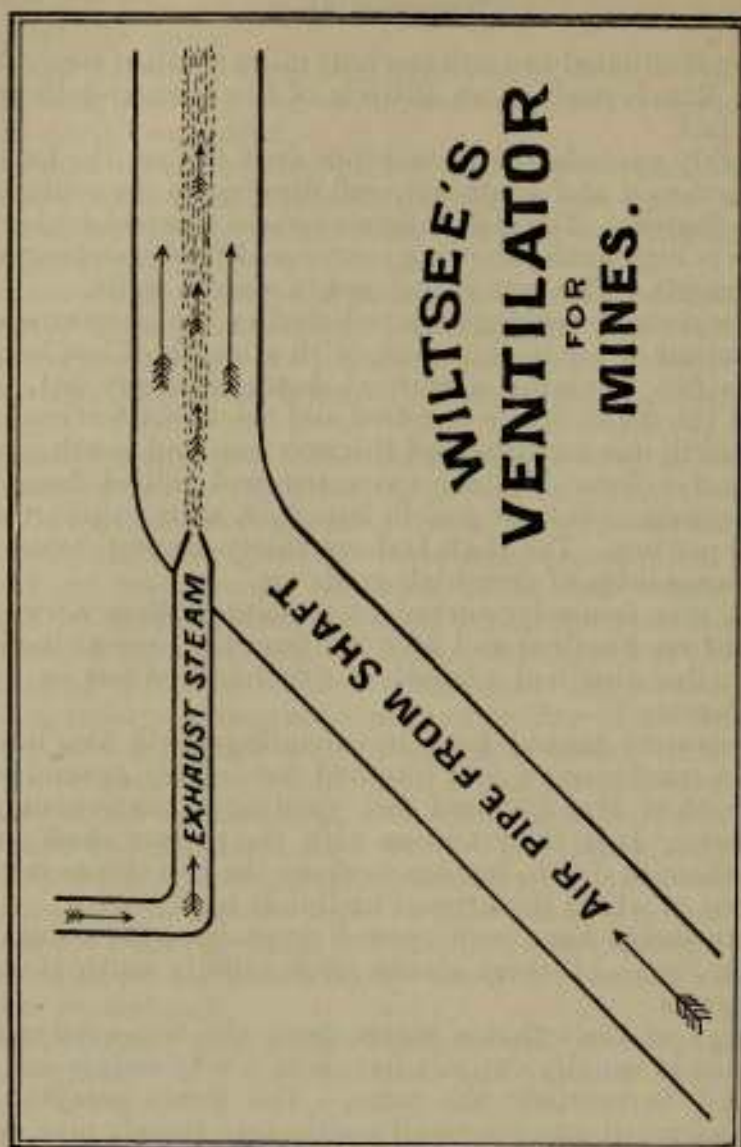 WILTSEE'S
VENTILATOR
FOR
MINES.
EXHAUST STEAM
AIR PIPE FROM SHAFT